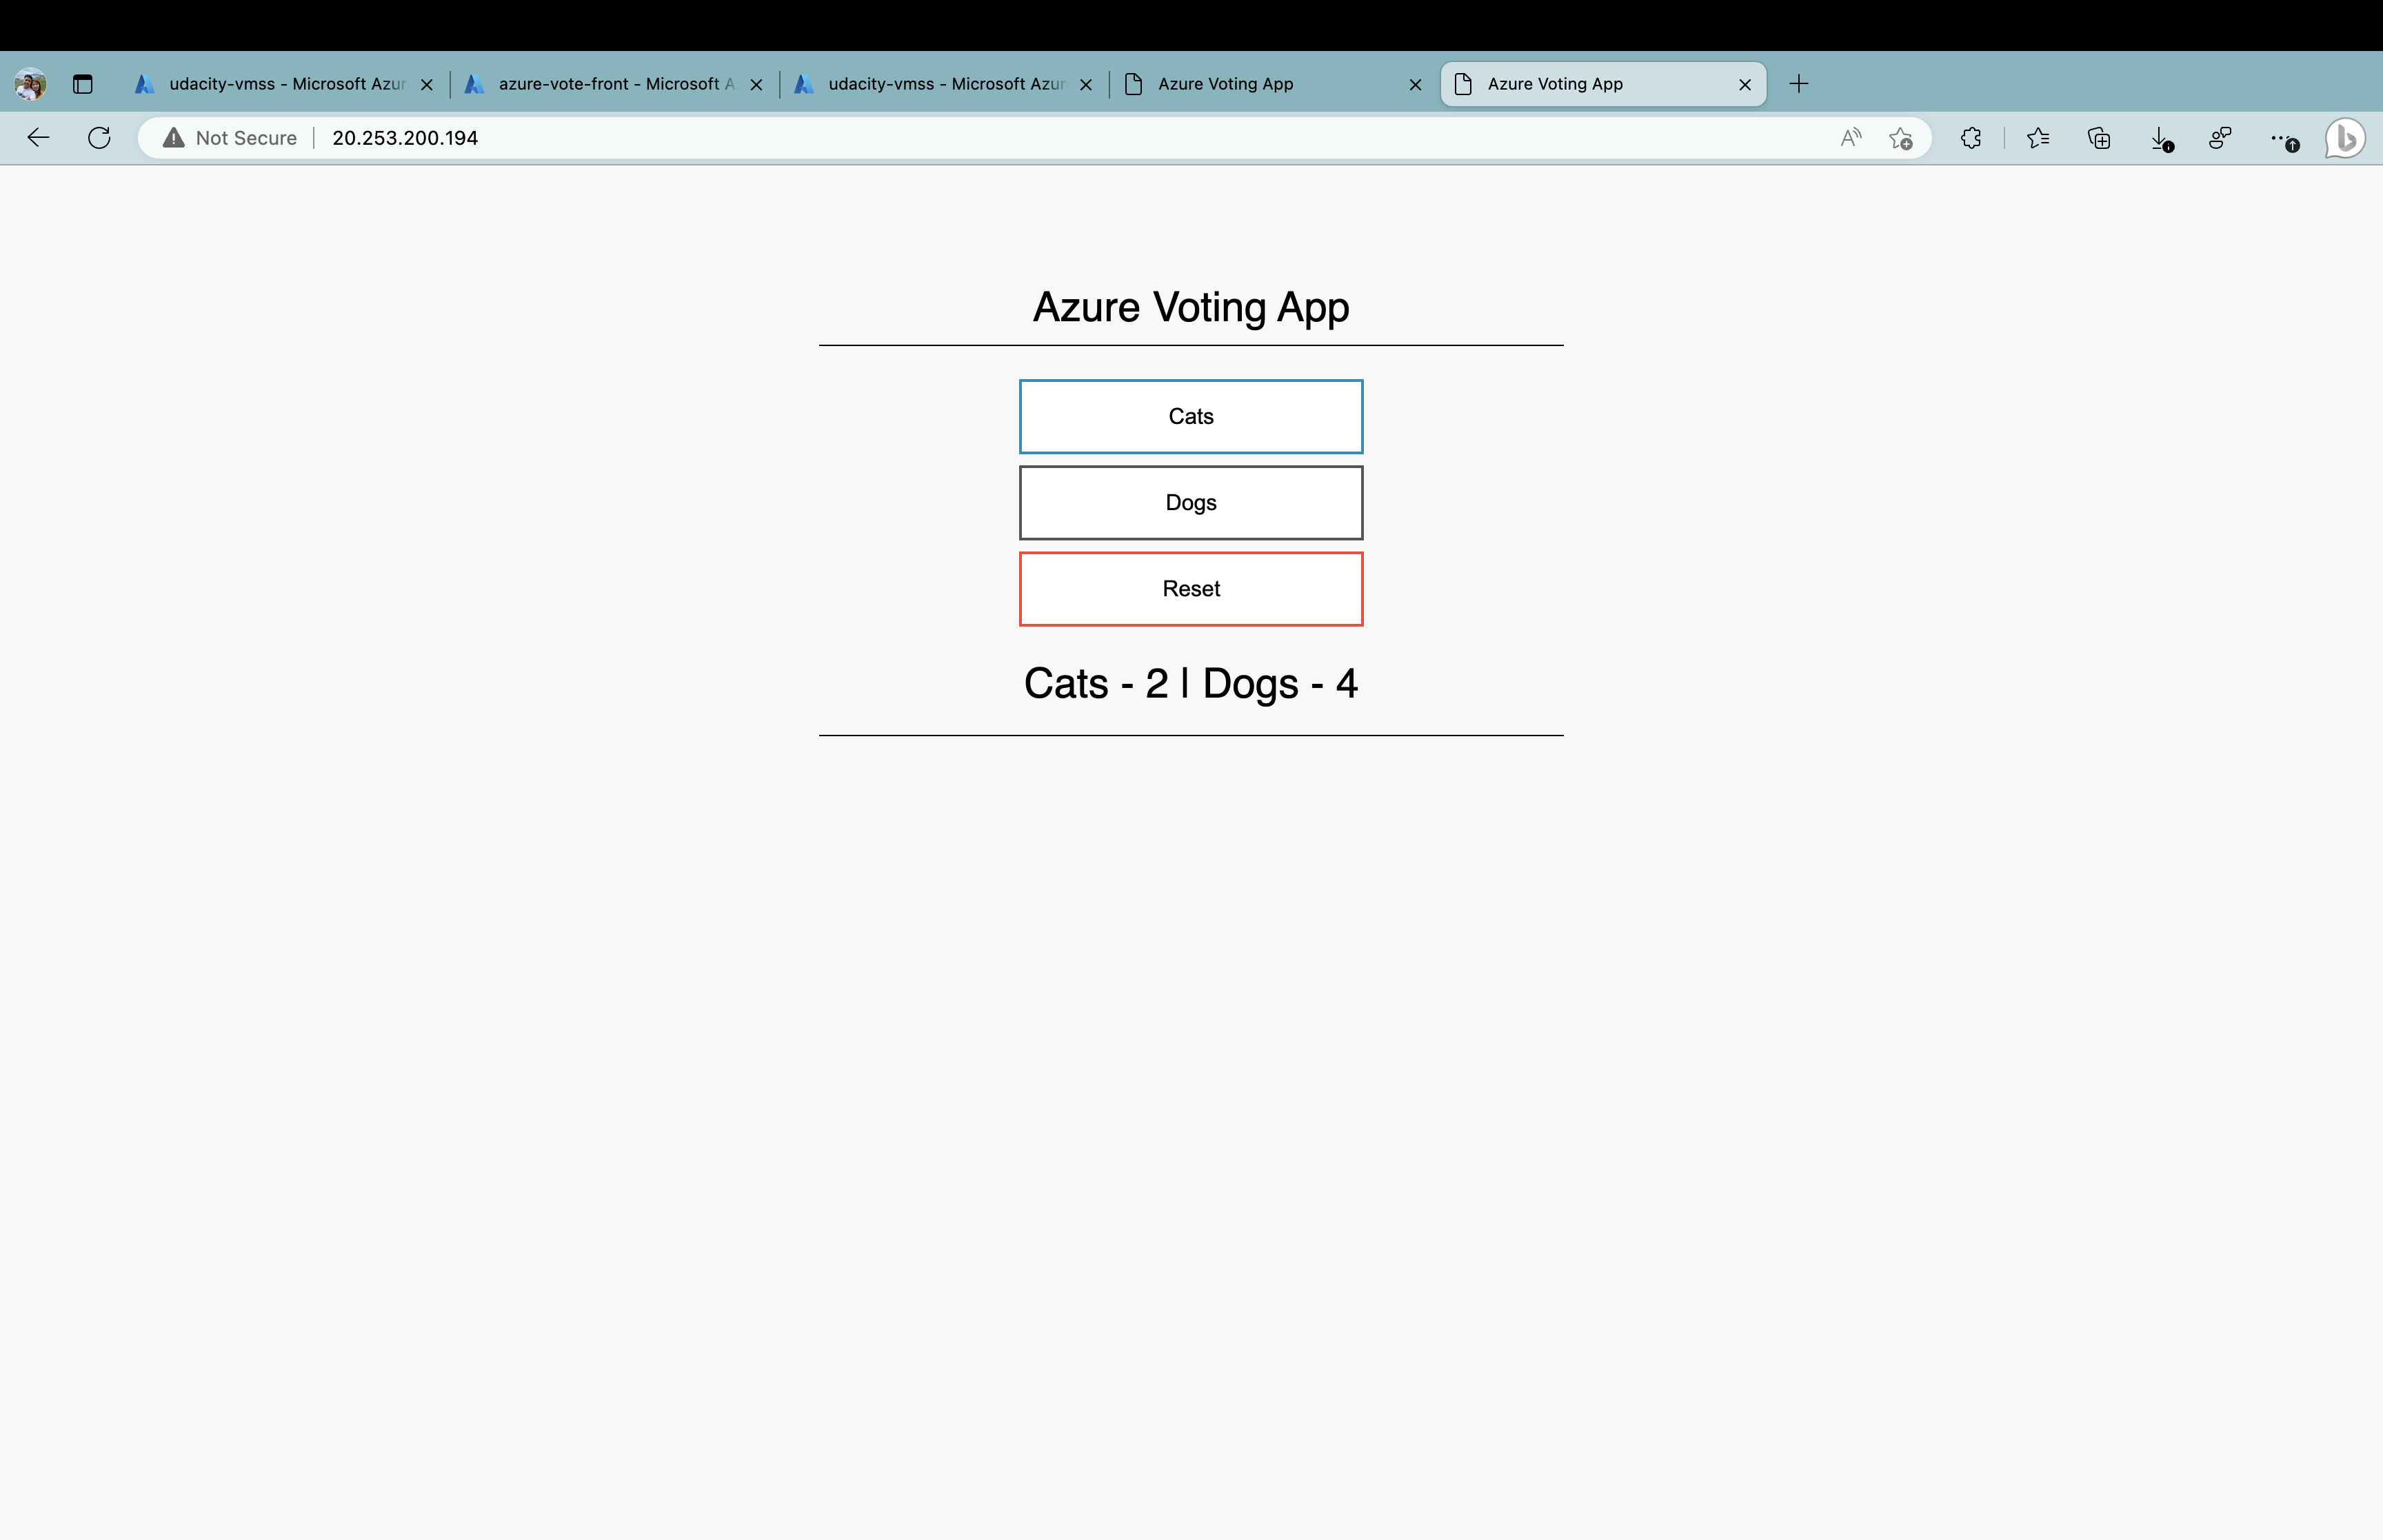 udacity-vmss - Microsoft Azur
azure-vote-front - Microsoft A
udacity-vmss - Microsoft Azur
Azure Voting App
Azure Voting App
Not Secure | 20.253.200.194
Azure Voting App
Cats
Dogs
Reset
Cats - 2 | Dogs - 4